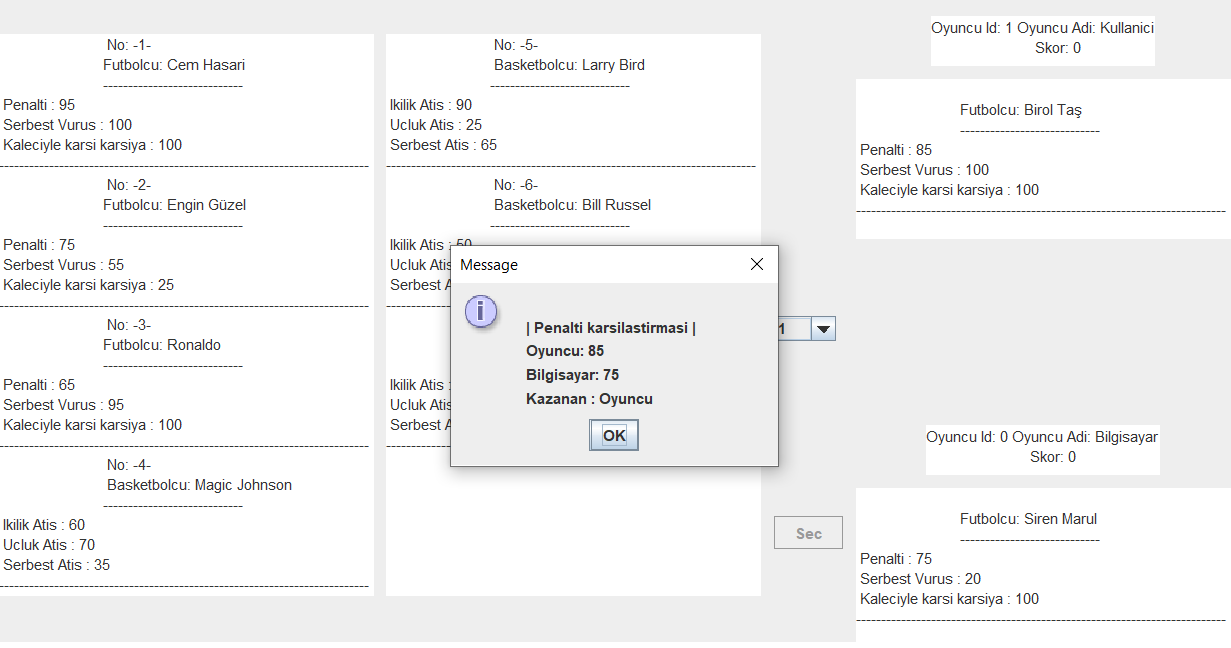 No: -1-
Futbolcu: Cem Hasari
----------------------------
Penalti : 95
Serbest Vurus : 100
Kaleciyle karsi karsiya : 100
--------------------------------------------------------------------------
No: -2-
Futbolcu: Engin Güzel
----------------------------
Penalti : 75
Serbest Vurus : 55
Kaleciyle karsi karsiya : 25
--------------------------------------------------------------------------
No: -3-
Futbolcu: Ronaldo
----------------------------
Penalti : 65
Serbest Vurus : 95
Kaleciyle karsi karsiya : 100
--------------------------------------------------------------------------
No: -4-
Basketbolcu: Magic Johnson
----------------------------
Ikilik Atis : 60
Ucluk Atis : 70
Serbest Atis : 35
--------------------------------------------------------------------------
No: -5-
Basketbolcu: Larry Bird
----------------------------
Ikilik Atis : 90
Ucluk Atis : 25
Serbest Atis : 65
--------------------------------------------------------------------------
No: -6-
Basketbolcu: Bill Russel
----------------------------
Ikilik Atis : 50
Ucluk Atis
Serbest
Ikilik Atis :
Ucluk Atis
Serbest
Message
| Penalti karsilastirmasi |
Oyuncu: 85
Bilgisayar: 75
Kazanan : Oyuncu
OK
1
Sec
Oyuncu Id: 1 Oyuncu Adi: Kullanici
Skor: 0
Futbolcu: Birol Taş
----------------------------
Penalti : 85
Serbest Vurus : 100
Kaleciyle karsi karsiya : 100
--------------------------------------------------------------------------
Oyuncu Id: 0 Oyuncu Adi: Bilgisayar
Skor: 0
Futbolcu: Siren Marul
----------------------------
Penalti : 75
Serbest Vurus : 20
Kaleciyle karsi karsiya : 100
--------------------------------------------------------------------------